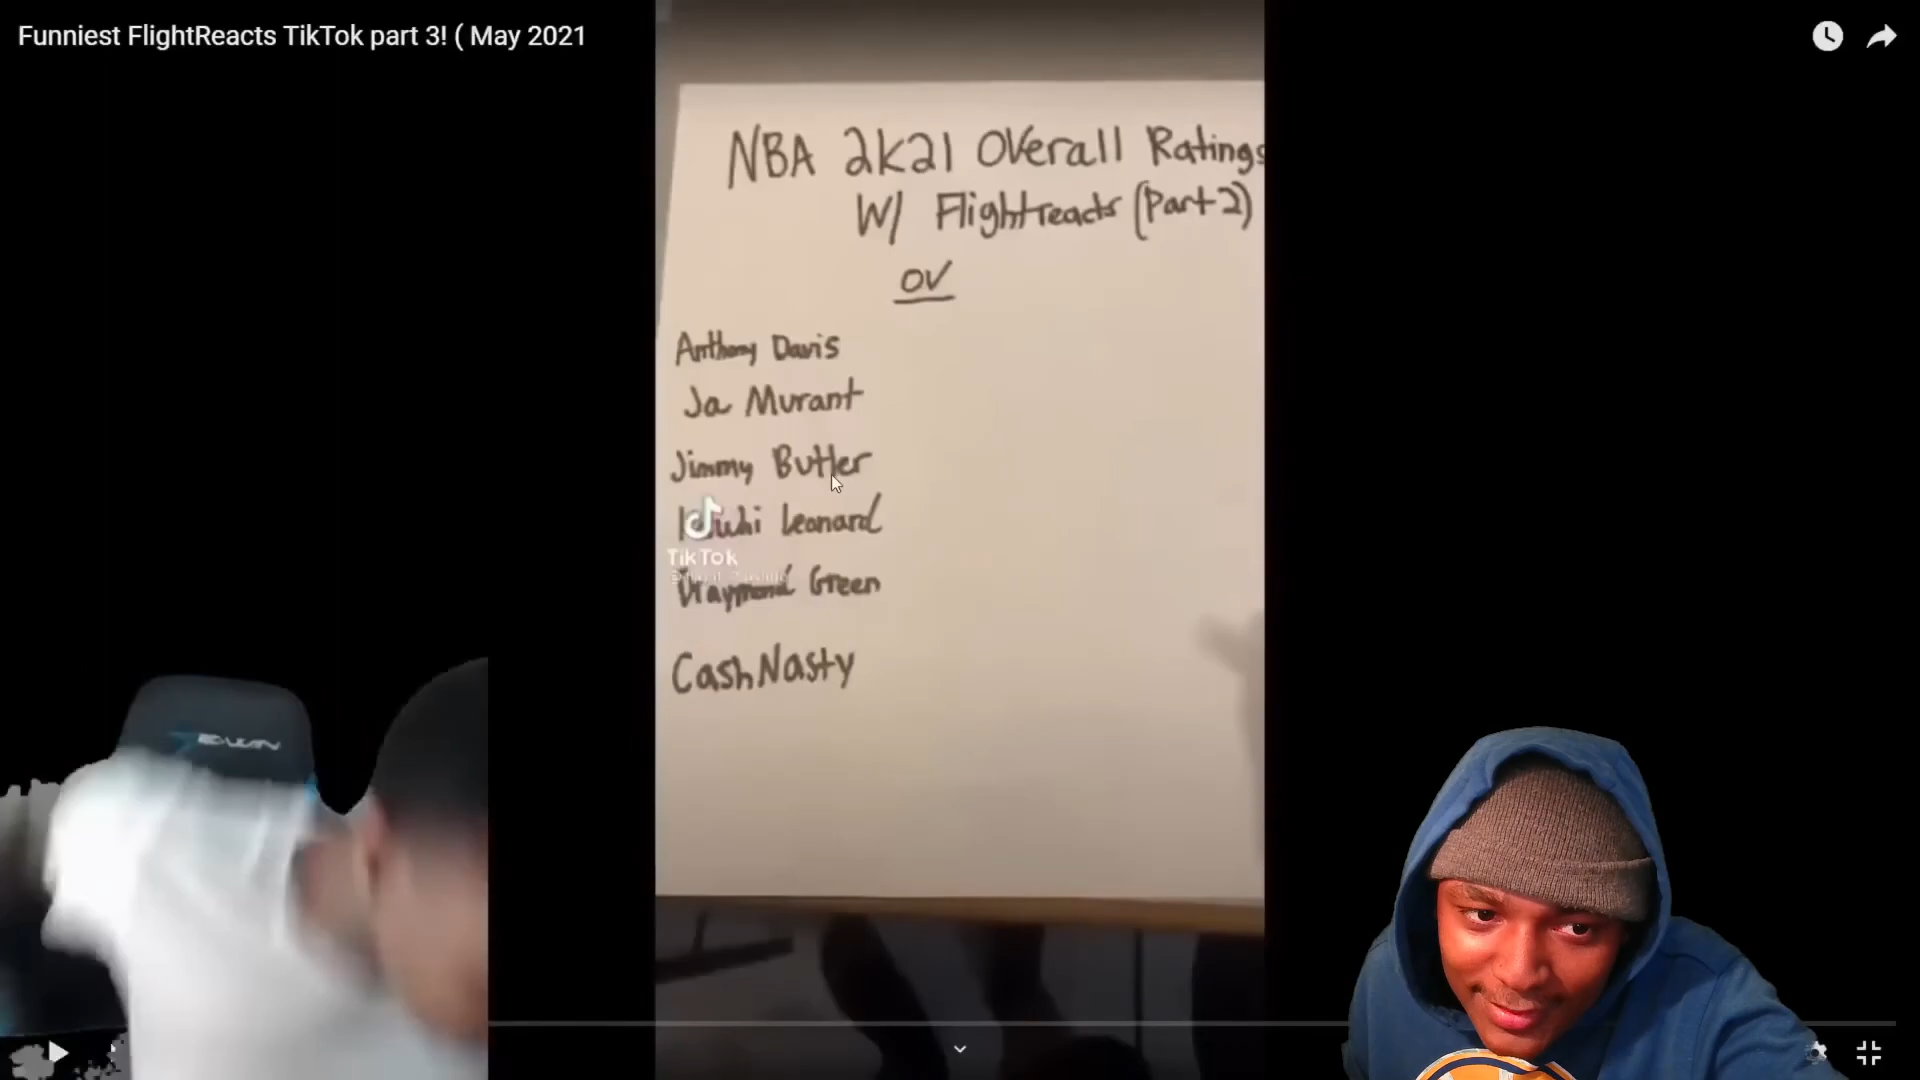 Funniest FlightReacts TikTok part 3! ( May 2021
NBA 2k21 Overall Ratings
W/ Flightreacts (Part 2)
OV
Anthony Davis
Ja Murant
Jimmy Butler
Leonard
TikTok
Draymond Green
CashNasty